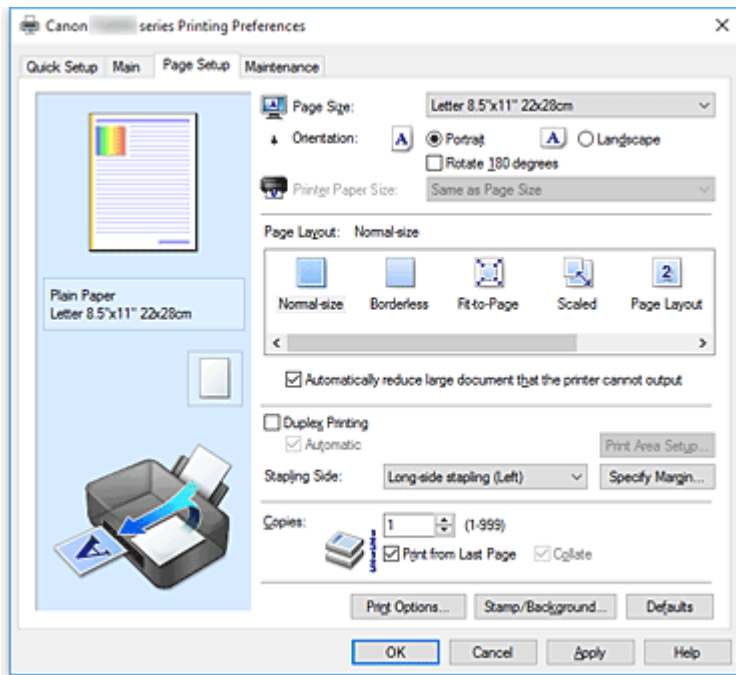 Canon series Printing Preferences
Quick Setup Main Page Setup Maintenance
Page Size: Letter 8.5"x11" 22x28cm
Orientation: A Portrait A Landscape
Rotate 180 degrees
Printer Paper Size: Same as Page Size
Page Layout: Normal-size
2
Normal-size Borderless Fit-to-Page Scaled Page Layout
Plain Paper
Letter 8.5"x11" 22x28cm
Automatically reduce large document that the printer cannot output
Duplex Printing
Automatic Print Area Setup...
Stapling Side: Long-side stapling (Left) Specify Margin...
Copies: 1 (1-999)
Print from Last Page Collate
A
Print Options... Stamp/Background... Defaults
OK Cancel Apply Help